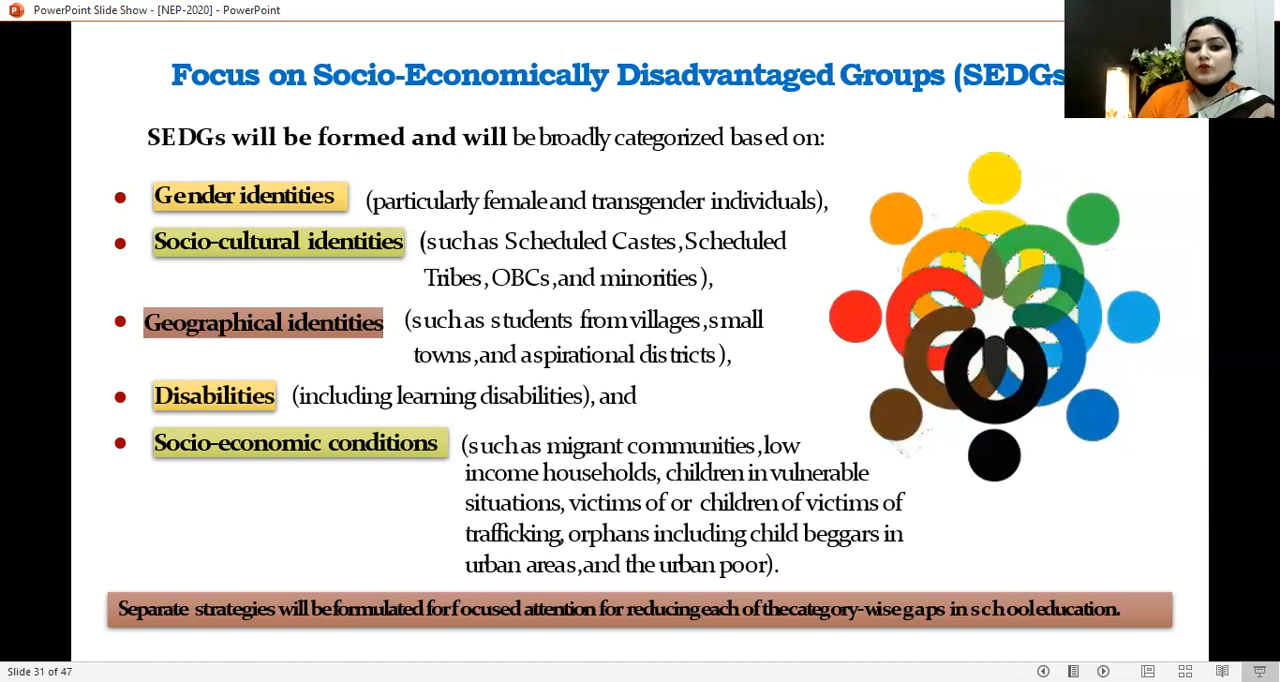 PowerPoint Slide Show - [NEP-2020] - PowerPoint
Focus on Socio-Economically Disadvantaged Groups (SEDGs
SEDGs will be formed and will be broadly categorized based on:
• Gender identities (particularly female and transgender individuals),
• Socio-cultural identities (such as Scheduled Castes, Scheduled
Tribes, OBCs, and minorities),
• Geographical identities (such as students from villages, small
towns, and aspirational districts),
• Disabilities (including learning disabilities), and
• Socio-economic conditions (such as migrant communities, low
income households, children in vulnerable
situations, victims of or children of victims of
trafficking, orphans including child beggars in
urban areas, and the urban poor).
Separate strategies will be formulated for focused attention for reducing each of the category-wise gaps in school education.
Slide 31 of 47